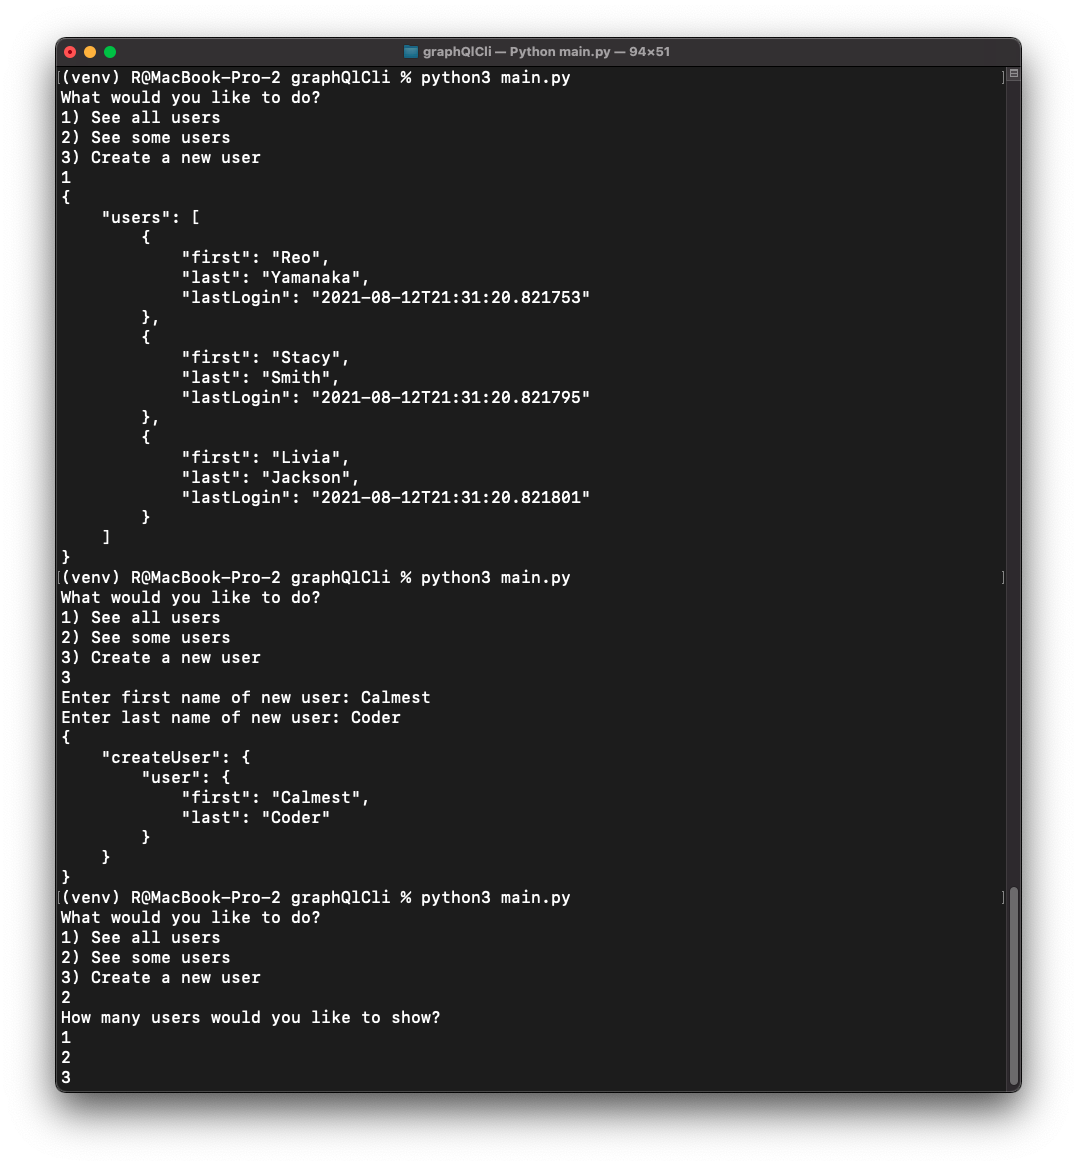 graphQlCli — Python main.py — 94×51
(venv) R@MacBook-Pro-2 graphQlCli % python3 main.py
What would you like to do?
1) See all users
2) See some users
3) Create a new user
1
{
    "users": [
        {
            "first": "Reo",
            "last": "Yamanaka",
            "lastLogin": "2021-08-12T21:31:20.821753"
        },
        {
            "first": "Stacy",
            "last": "Smith",
            "lastLogin": "2021-08-12T21:31:20.821795"
        },
        {
            "first": "Livia",
            "last": "Jackson",
            "lastLogin": "2021-08-12T21:31:20.821801"
        }
    ]
}
(venv) R@MacBook-Pro-2 graphQlCli % python3 main.py
What would you like to do?
1) See all users
2) See some users
3) Create a new user
3
Enter first name of new user: Calmest
Enter last name of new user: Coder
{
    "createUser": {
        "user": {
            "first": "Calmest",
            "last": "Coder"
        }
    }
}
(venv) R@MacBook-Pro-2 graphQlCli % python3 main.py
What would you like to do?
1) See all users
2) See some users
3) Create a new user
2
How many users would you like to show?
1
2
3